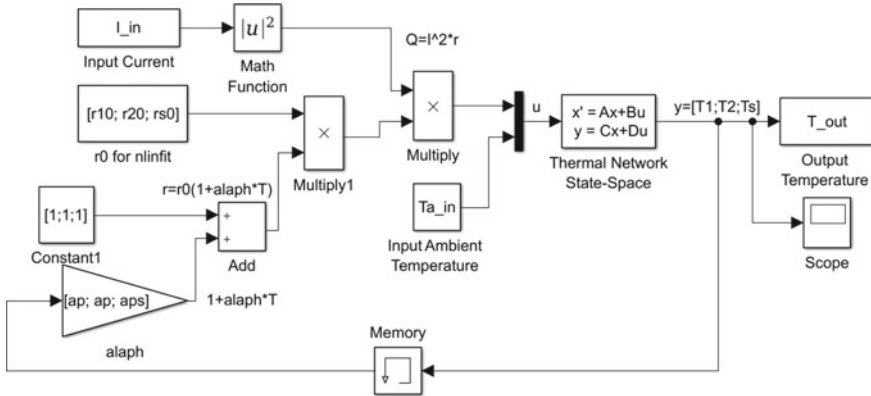 I_in
Input Current
|u|²
Math
Function
Q=I^2*r
[r10; r20; rs0]
r0 for nlinfit
×
Multiply1
×
Multiply
u
x' = Ax+Bu
y = Cx+Du
Thermal Network
State-Space
y=[T1;T2;Ts]
T_out
Output
Temperature
r=r0(1+alaph*T)
[1;1;1]
Constant1
+
+
Add
Ta_in
Input Ambient
Temperature
Scope
[ap; ap; aps]
1+alaph*T
alaph
Memory